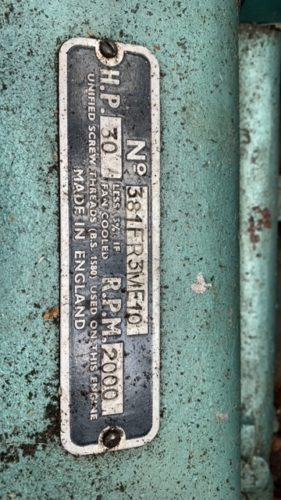 Nº 384ER3MF40
H.P. 30 LESS 5% IF FAN COOLED R.P.M. 2000
UNIFIED SCREW THREADS (B.S. 1580) USED ON THIS ENGINE
MADE IN ENGLAND